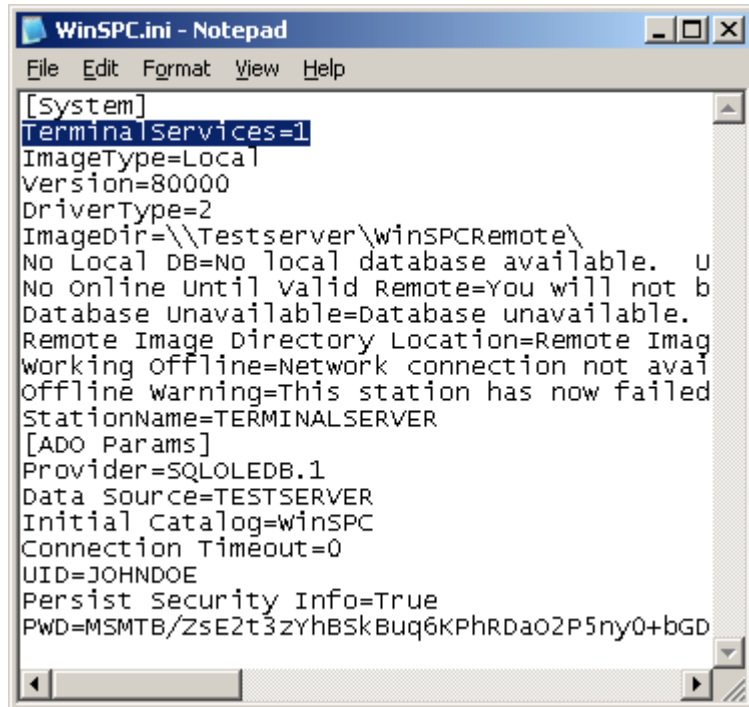 WinSPC.ini - Notepad
File Edit Format View Help
[System]
TerminalServices=1
ImageType=Local
Version=80000
DriverType=2
ImageDir=\\Testserver\WinSPCRemote\
No Local DB=No local database available.  U
No Online Until Valid Remote=You will not b
Database Unavailable=Database unavailable.
Remote Image Directory Location=Remote Imag
Working Offline=Network connection not avai
Offline Warning=This station has now failed
StationName=TERMINALSERVER
[ADO Params]
Provider=SQLOLEDB.1
Data Source=TESTSERVER
Initial Catalog=WinSPC
Connection Timeout=0
UID=JOHNDOE
Persist Security Info=True
PWD=MSMTB/ZsE2t3zYhBSkBuq6KPhRDaO2P5ny0+bGD